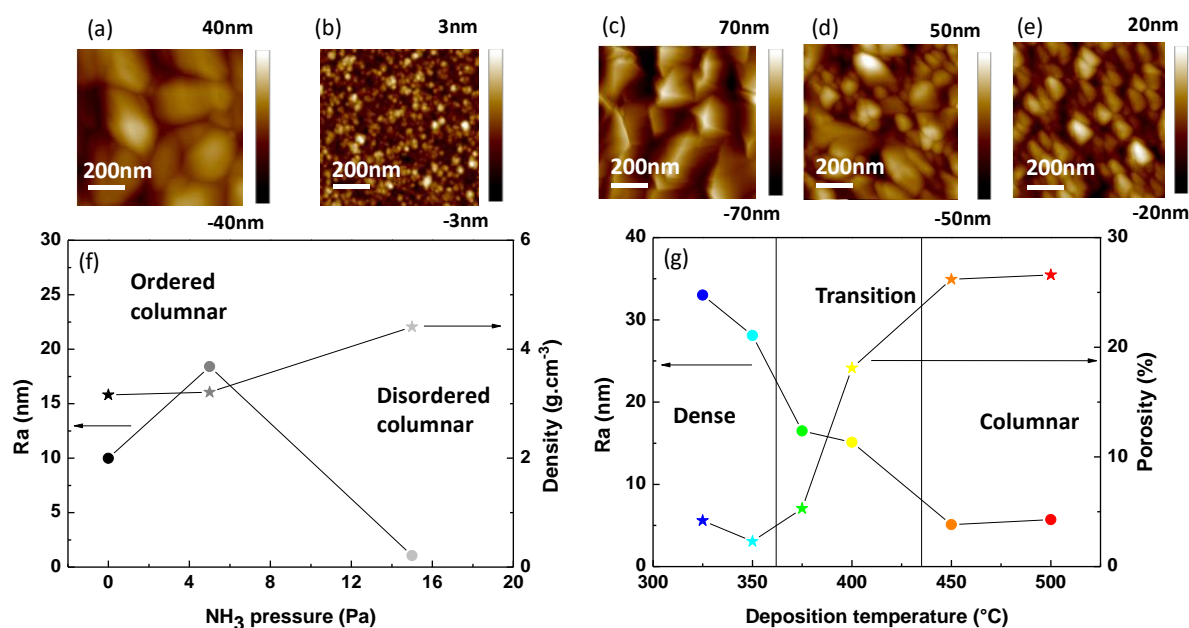 (a)
40nm
(b)
3nm
(c)
70nm
(d)
50nm
(e)
20nm
200nm
200nm
200nm
200nm
200nm
-40nm
-3nm
-70nm
-50nm
-20nm
(f)
Ordered
columnar
Disordered
columnar
30
25
20
15
10
5
0
Ra (nm)
6
4
2
0
Density (g.cm⁻³)
0 4 8 12 16 20
NH₃ pressure (Pa)
(g)
Transition
Dense
Columnar
40
30
20
10
0
Ra (nm)
30
20
10
0
Porosity (%)
300 350 400 450 500
Deposition temperature (°C)